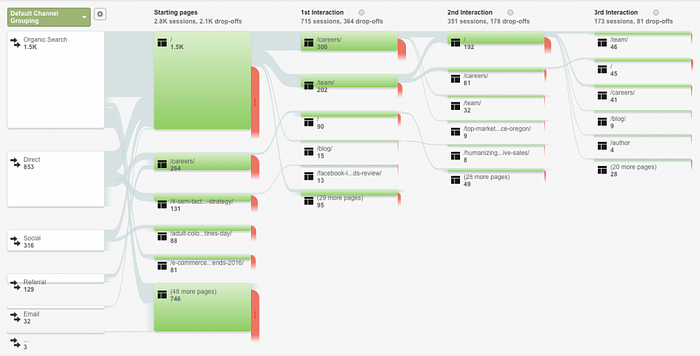 Default Channel
Grouping
Organic Search
1.5K
Direct
853
Social
316
Referral
129
Email
32
...
3
Starting pages
2.8K sessions, 2.1K drop-offs
/
1.5K
/careers/
264
/4-sem-tact...-strategy/
131
/adult-colo...tines-day/
88
/e-commerce...ends-2016/
81
(48 more pages)
746
1st Interaction
715 sessions, 364 drop-offs
/careers/
300
/team/
202
/
90
/blog/
15
/facebook-l...ds-review/
13
(29 more pages)
95
2nd Interaction
351 sessions, 178 drop-offs
/
192
/careers/
61
/team/
32
/top-market...ce-oregon/
9
/humanizing...ive-sales/
8
(28 more pages)
49
3rd Interaction
173 sessions, 81 drop-offs
/team/
46
/
45
/careers/
41
/blog/
9
/author
4
(20 more pages)
28